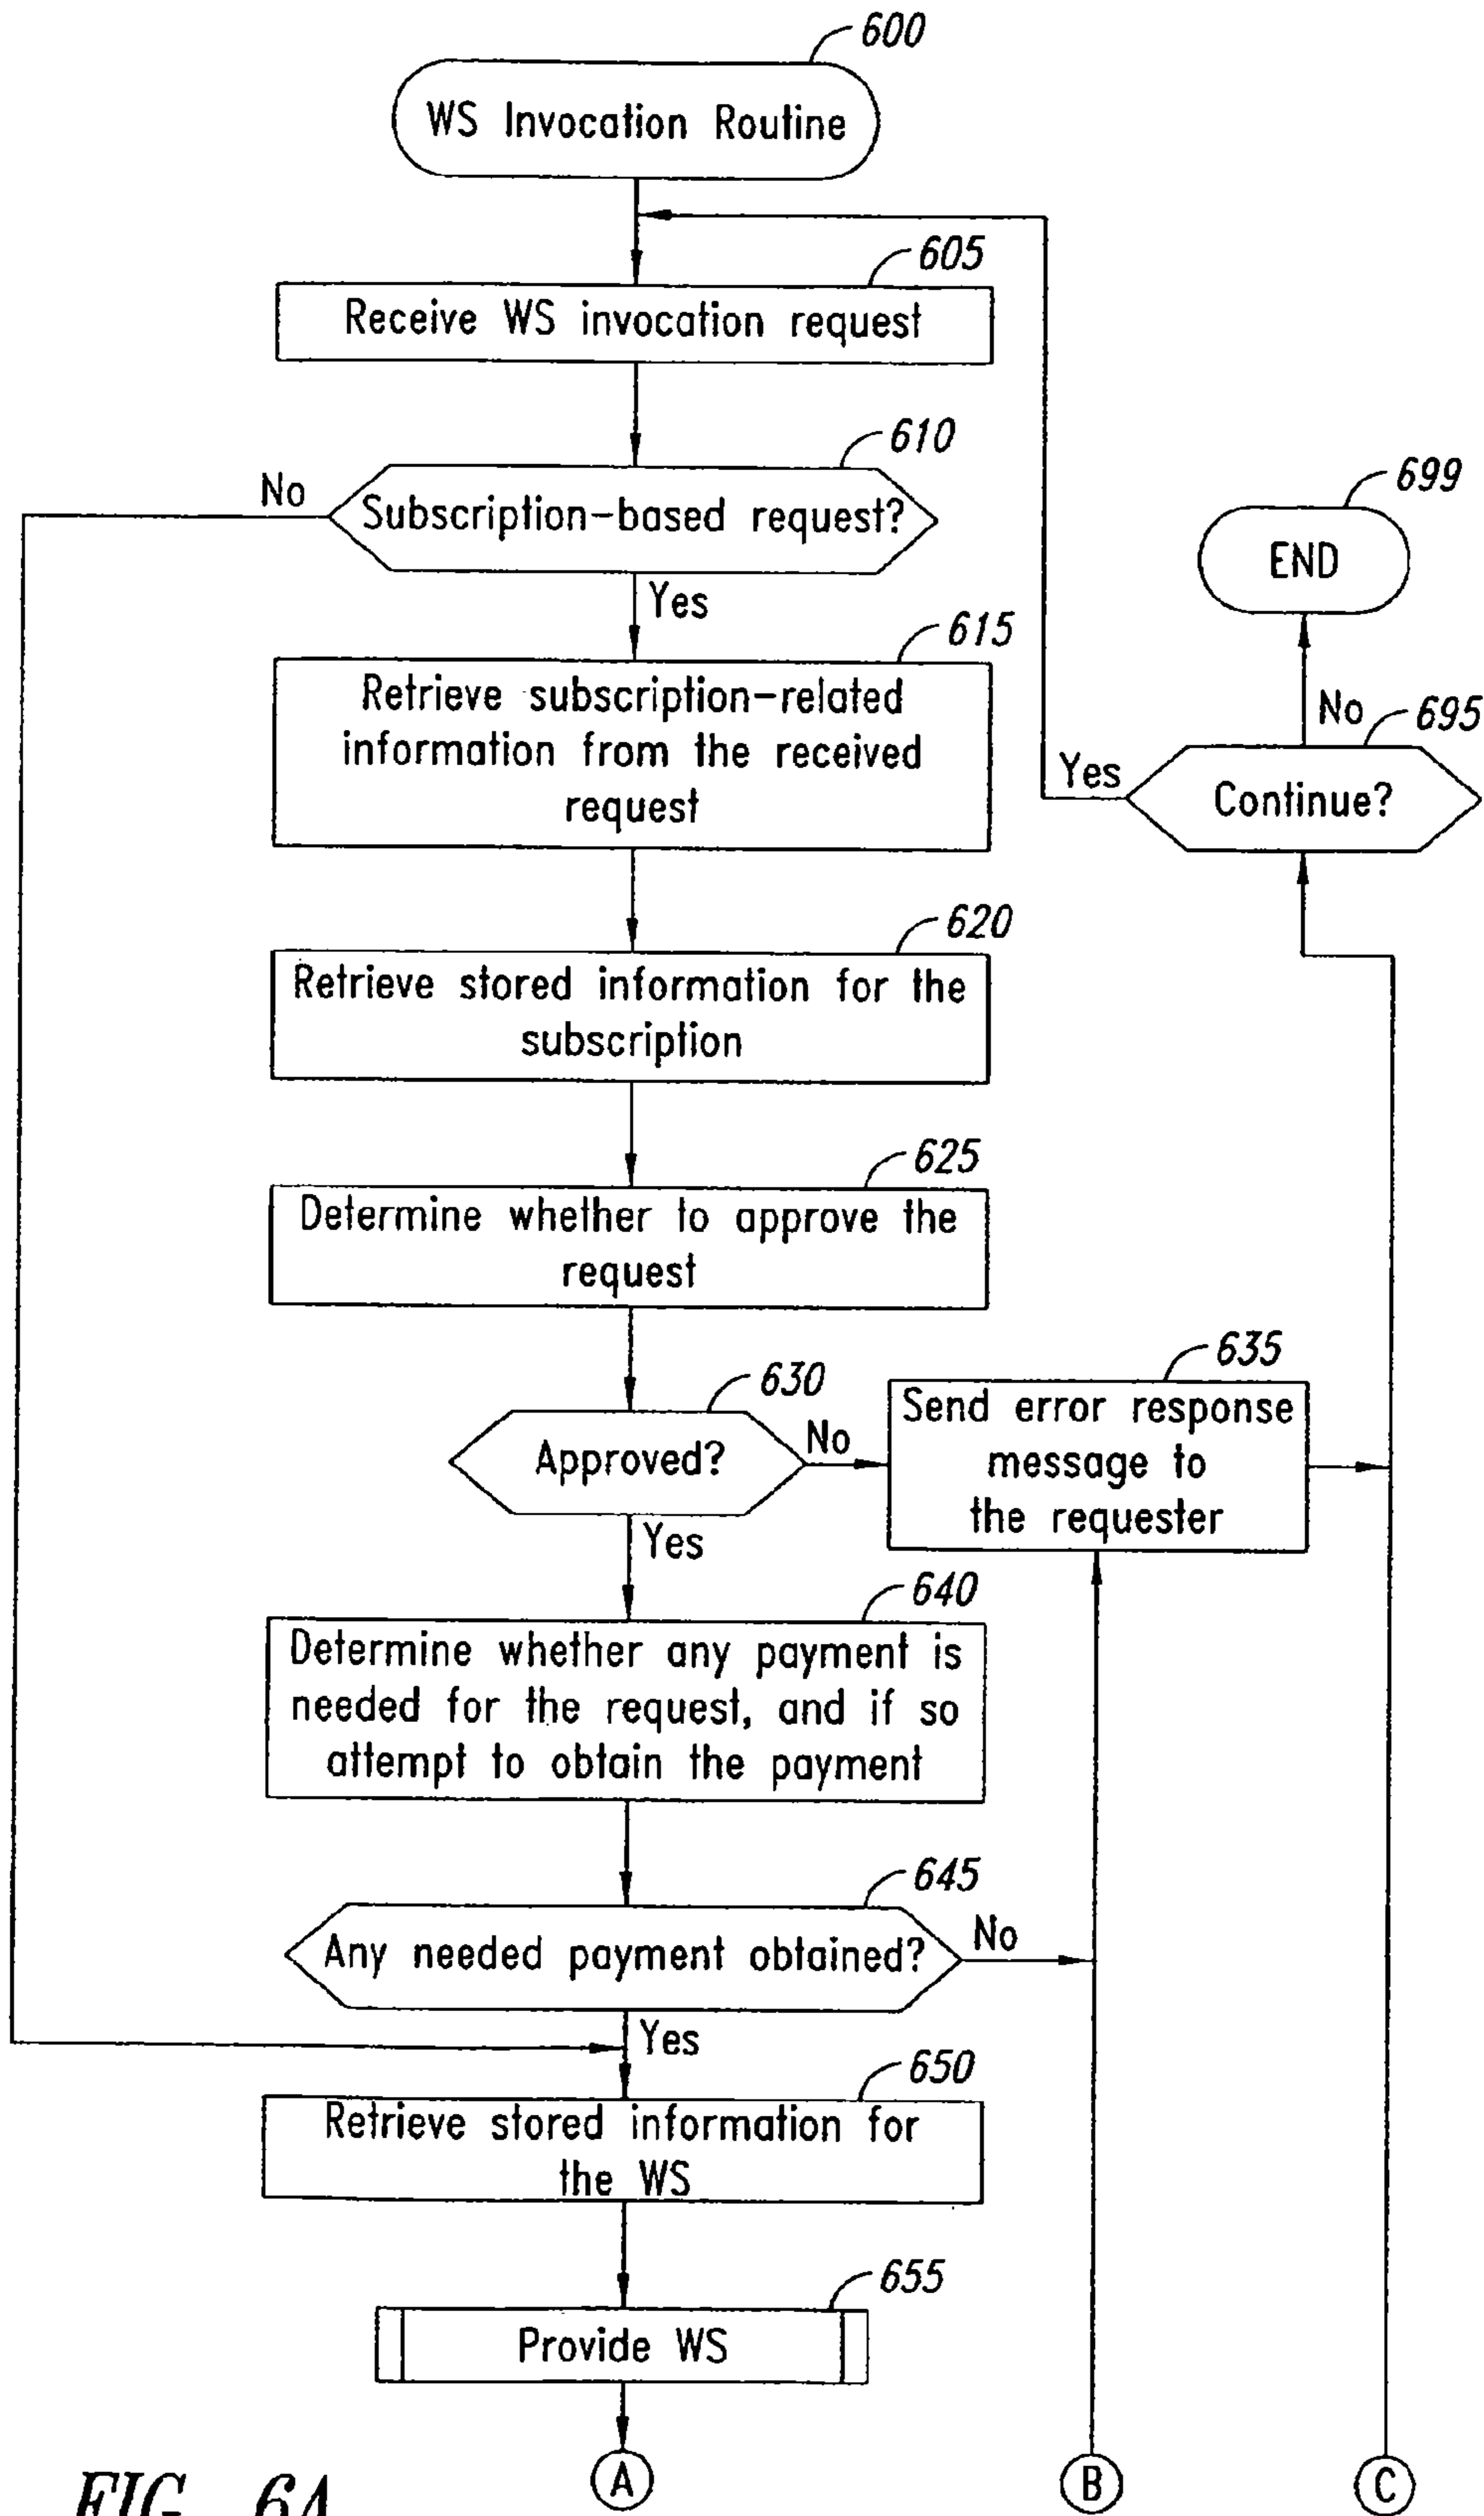 600
WS Invocation Routine
605
Receive WS invocation request
610
No
Subscription-based request?
Yes
699
END
615
Retrieve subscription-related
information from the received
request
No
695
Yes
Continue?
620
Retrieve stored information for the
subscription
625
Determine whether to approve the
request
630
Approved?
No
635
Send error response
message to
the requester
Yes
640
Determine whether any payment is
needed for the request, and if so
attempt to obtain the payment
645
Any needed payment obtained?
No
Yes
650
Retrieve stored information for
the WS
655
Provide WS
A
B
C
FIG. 6A